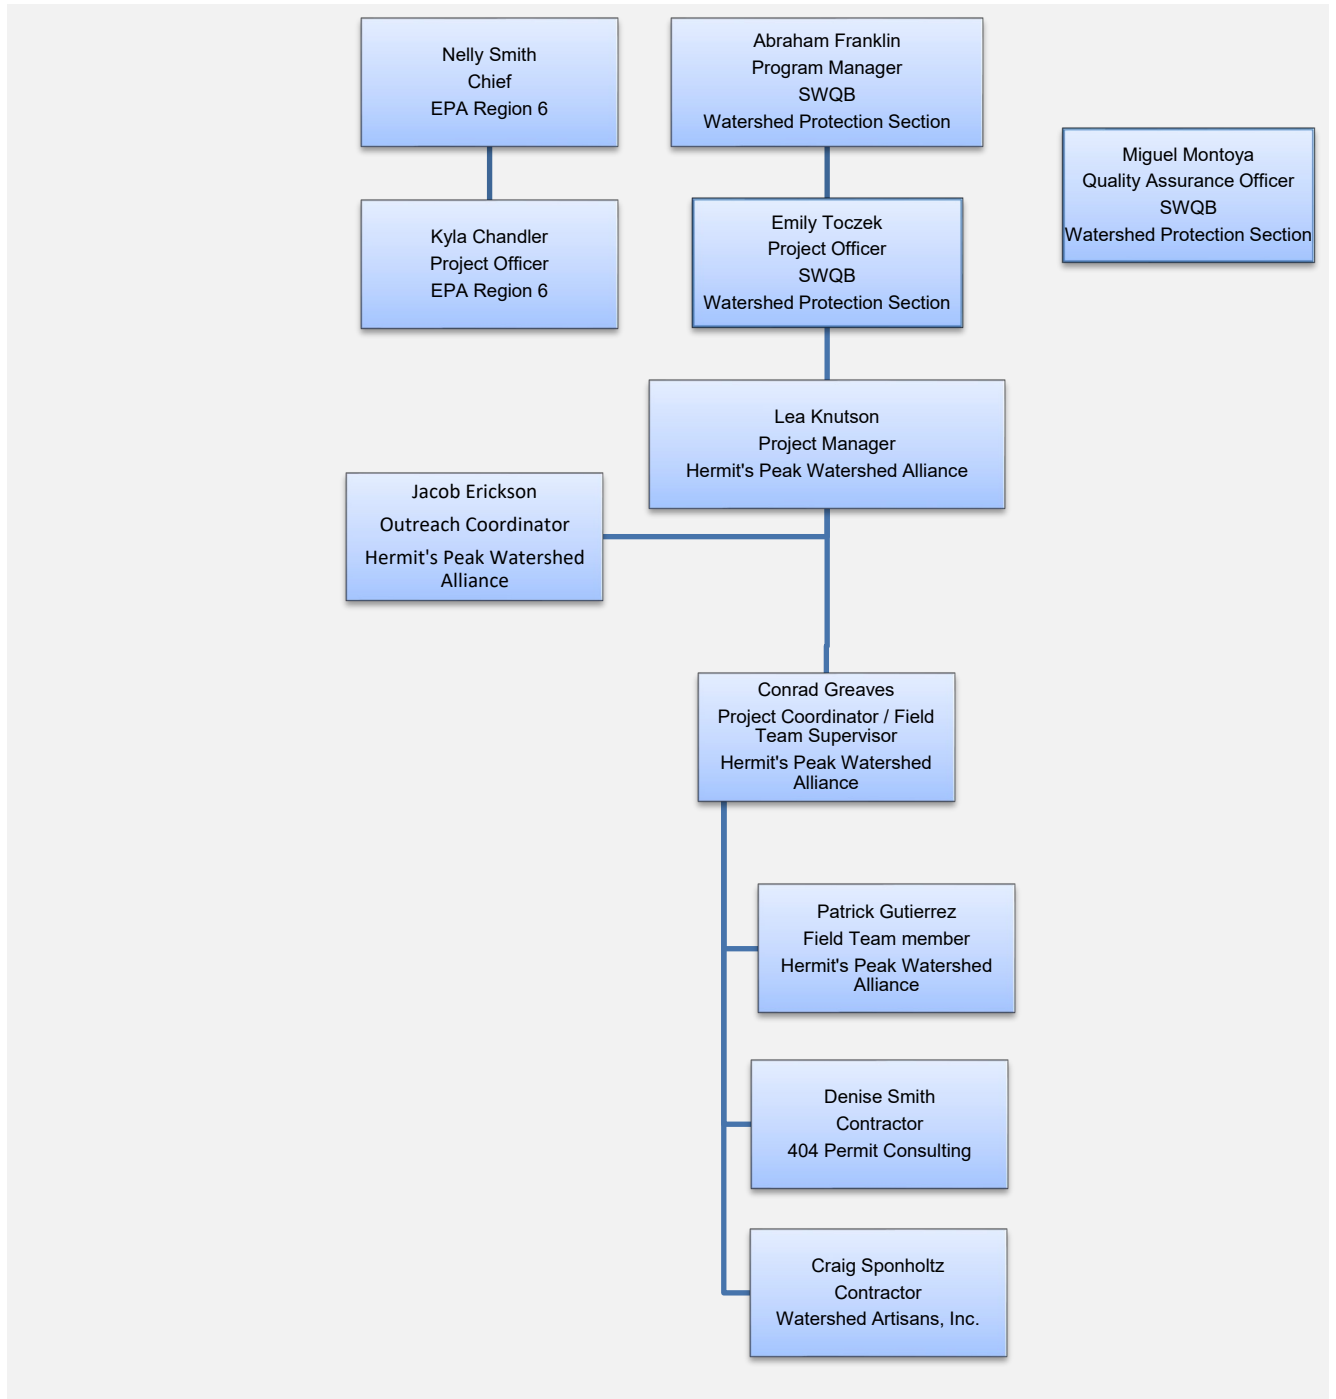 Nelly Smith
Chief
EPA Region 6
Abraham Franklin
Program Manager
SWQB
Watershed Protection Section
Miguel Montoya
Quality Assurance Officer
SWQB
Watershed Protection Section
Kyla Chandler
Project Officer
EPA Region 6
Emily Toczek
Project Officer
SWQB
Watershed Protection Section
Lea Knutson
Project Manager
Hermit's Peak Watershed Alliance
Jacob Erickson
Outreach Coordinator
Hermit's Peak Watershed
Alliance
Conrad Greaves
Project Coordinator / Field
Team Supervisor
Hermit's Peak Watershed
Alliance
Patrick Gutierrez
Field Team member
Hermit's Peak Watershed
Alliance
Denise Smith
Contractor
404 Permit Consulting
Craig Sponholtz
Contractor
Watershed Artisans, Inc.